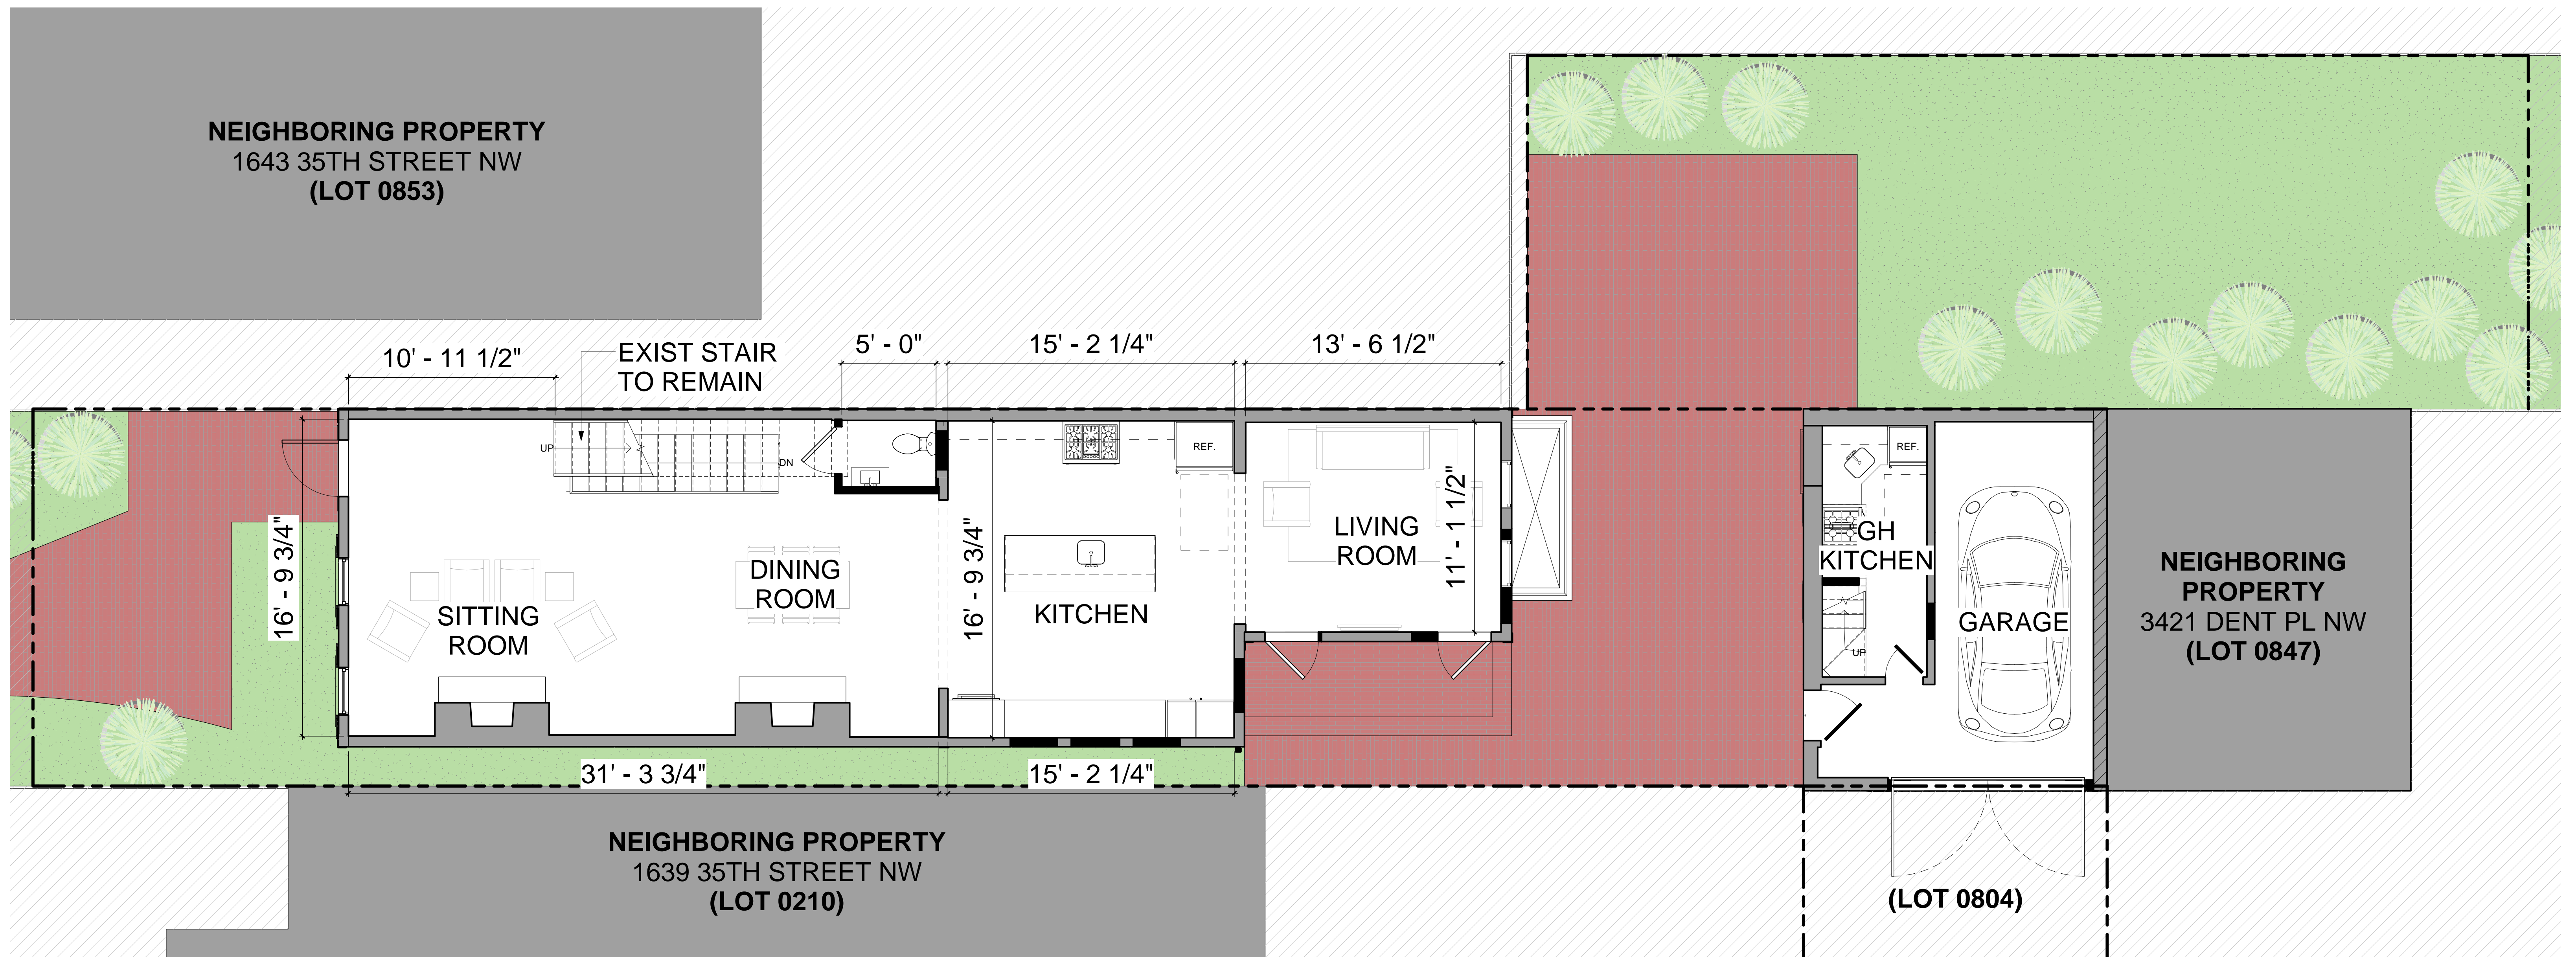 NEIGHBORING PROPERTY
1643 35TH STREET NW
(LOT 0853)
10' - 11 1/2"
EXIST STAIR
TO REMAIN
5' - 0"
15' - 2 1/4"
13' - 6 1/2"
UP
DN
REF.
16' - 9 3/4"
SITTING
ROOM
DINING
ROOM
16' - 9 3/4"
KITCHEN
LIVING
ROOM
11' - 1 1/2"
REF.
GH
KITCHEN
UP
GARAGE
NEIGHBORING
PROPERTY
3421 DENT PL NW
(LOT 0847)
31' - 3 3/4"
15' - 2 1/4"
NEIGHBORING PROPERTY
1639 35TH STREET NW
(LOT 0210)
(LOT 0804)